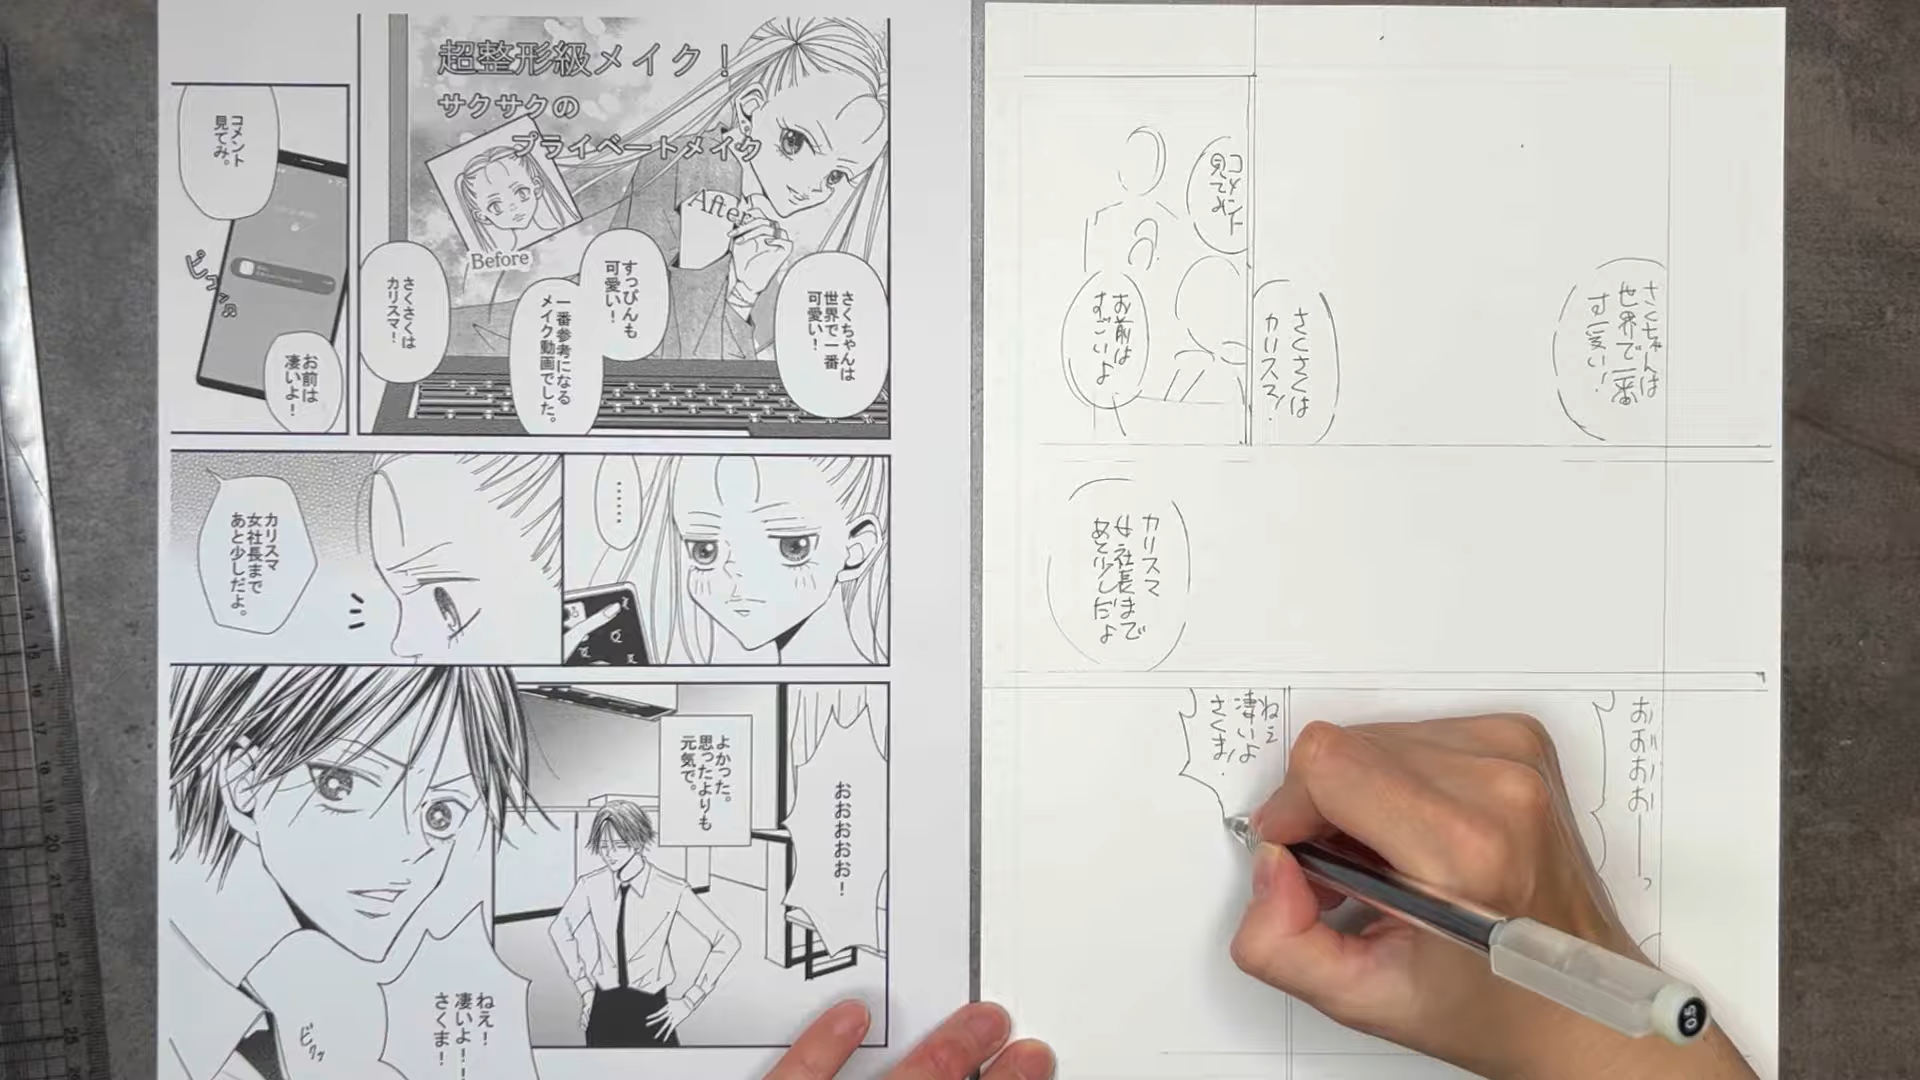 超整形級メイク！
サクサクの
プライベートメイク
After
Before
さくちゃんは
世界で一番
可愛い！
すっぴんも
可愛い！
一番参考になる
メイク動画でした。
さくさくは
カリスマ！
コメント
見てみ。
ピコン♫
お前は
凄いよ！
……
カリスマ
女社長まで
あと少しだよ。
おおおおお！
よかった。
思ったよりも
元気で。
ねえ！
凄いよ！！
さくま！
ビクッ
さくちゃんは
世界で一番
さくさくは
カリスマ！
コメント
見てみ
お前は
すごいよ
カリスマ
女社長まで
あと少しだよ
おおおおーっ
ねぇ
凄いよ
さくま！
50